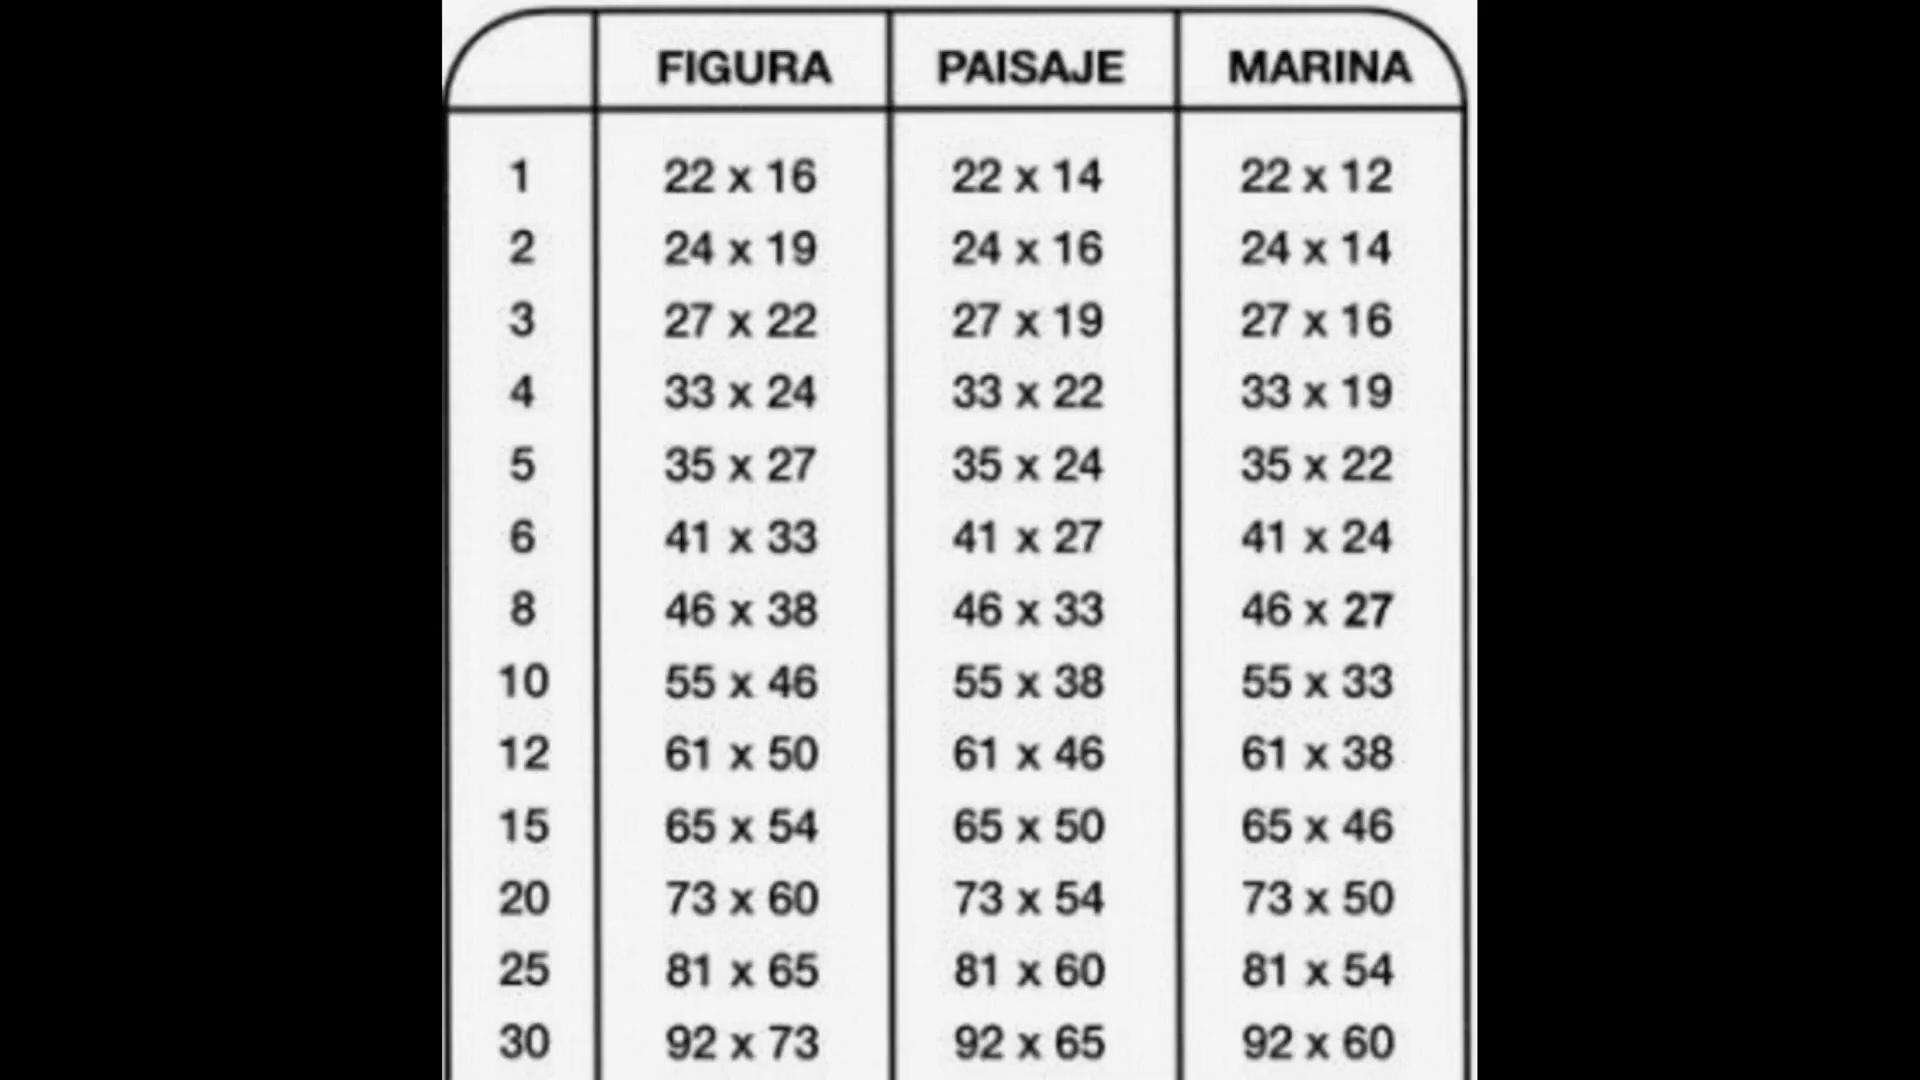 FIGURA PAISAJE MARINA
1 22 x 16 22 x 14 22 x 12
2 24 x 19 24 x 16 24 x 14
3 27 x 22 27 x 19 27 x 16
4 33 x 24 33 x 22 33 x 19
5 35 x 27 35 x 24 35 x 22
6 41 x 33 41 x 27 41 x 24
8 46 x 38 46 x 33 46 x 27
10 55 x 46 55 x 38 55 x 33
12 61 x 50 61 x 46 61 x 38
15 65 x 54 65 x 50 65 x 46
20 73 x 60 73 x 54 73 x 50
25 81 x 65 81 x 60 81 x 54
30 92 x 73 92 x 65 92 x 60